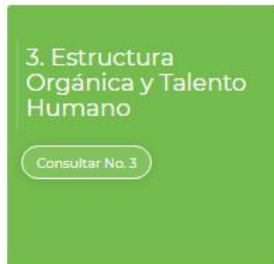 3. Estructura
Orgánica y Talento
Humano
Consultar No. 3